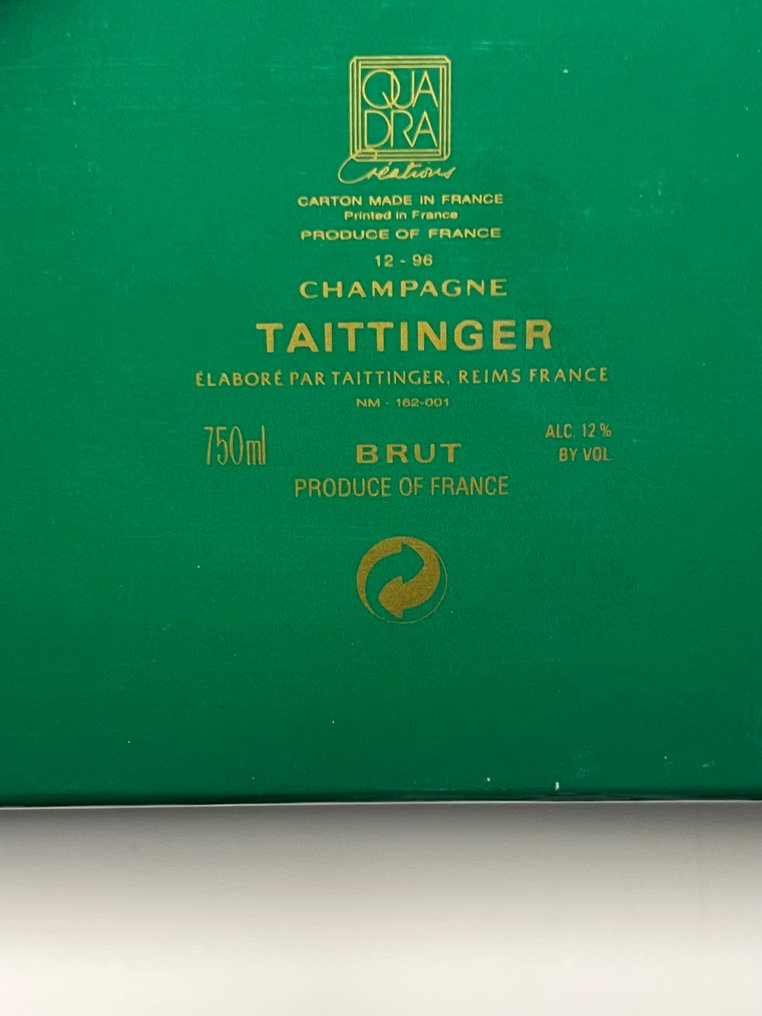 QUA
DRA
Créations
CARTON MADE IN FRANCE
Printed in France
PRODUCE OF FRANCE
12 - 96
CHAMPAGNE
TAITTINGER
ÉLABORÉ PAR TAITTINGER, REIMS FRANCE
NM - 162-001
750ml
BRUT
ALC. 12 %
BY VOL.
PRODUCE OF FRANCE